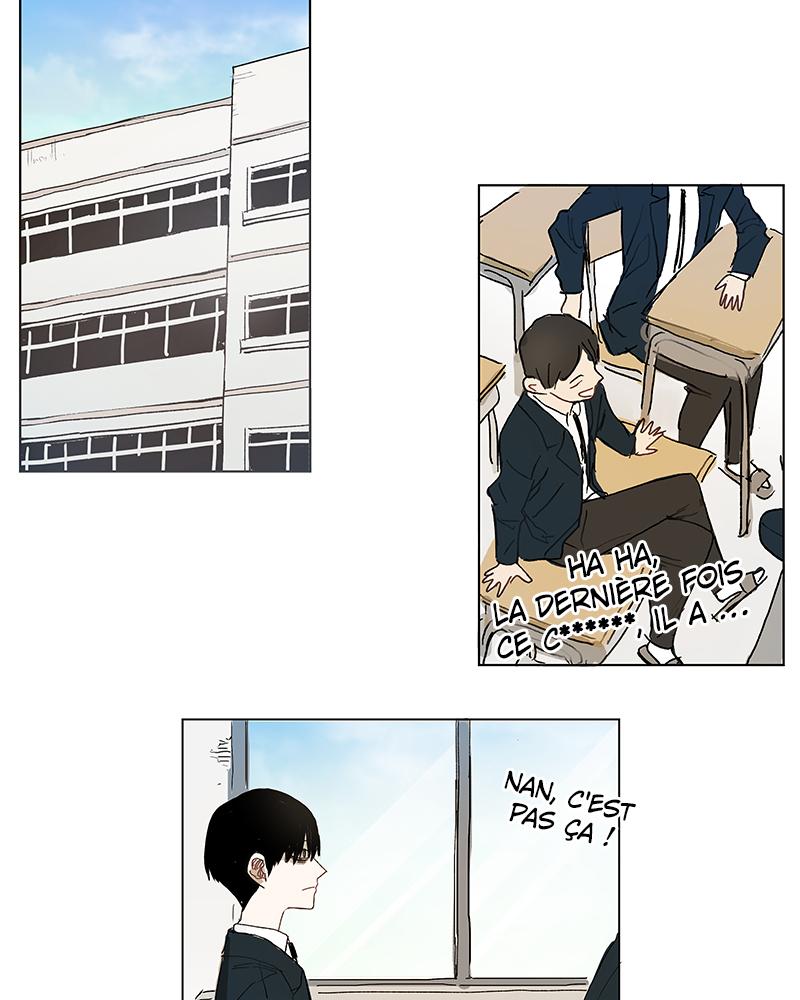 HA HA,
LA DERNIÈRE FOIS
CE C******, IL A ...
NAN, C'EST
PAS ÇA !